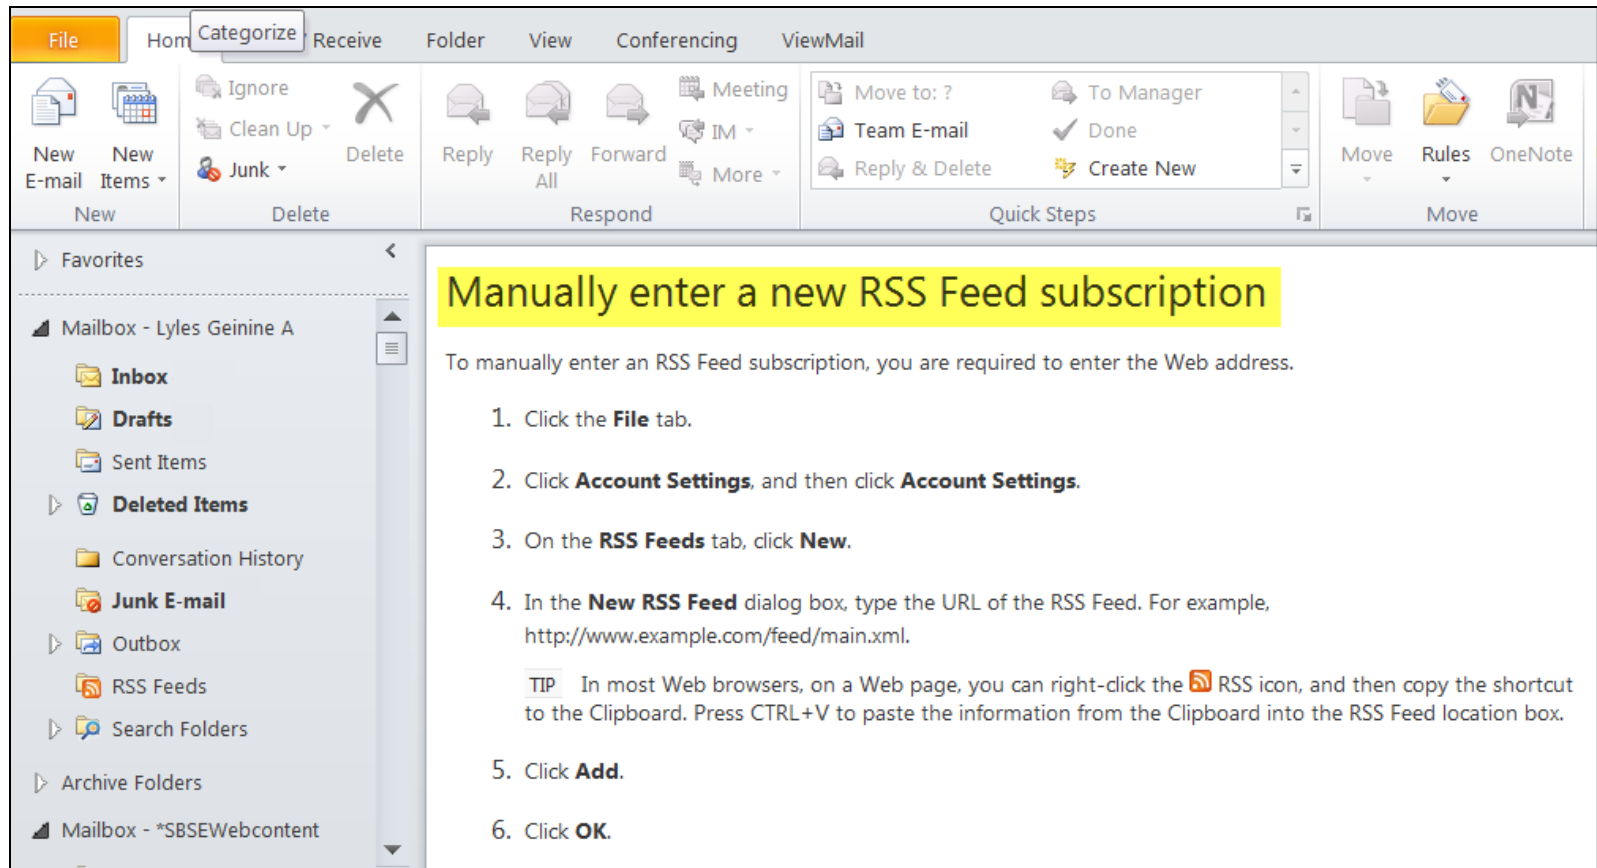 File Hom Categorize Receive Folder View Conferencing ViewMail
Ignore Meeting Move to: ? To Manager
Clean Up IM Team E-mail Done
New E-mail New Items Junk Delete Reply Reply All Forward More Reply & Delete Create New Move Rules OneNote
New Delete Respond Quick Steps Move
Favorites
Mailbox - Lyles Geinine A
Inbox
Drafts
Sent Items
Deleted Items
Conversation History
Junk E-mail
Outbox
RSS Feeds
Search Folders
Archive Folders
Mailbox - *SBSEWebcontent
Manually enter a new RSS Feed subscription
To manually enter an RSS Feed subscription, you are required to enter the Web address.
1. Click the File tab.
2. Click Account Settings, and then click Account Settings.
3. On the RSS Feeds tab, click New.
4. In the New RSS Feed dialog box, type the URL of the RSS Feed. For example,
http://www.example.com/feed/main.xml.
TIP In most Web browsers, on a Web page, you can right-click the RSS icon, and then copy the shortcut
to the Clipboard. Press CTRL+V to paste the information from the Clipboard into the RSS Feed location box.
5. Click Add.
6. Click OK.